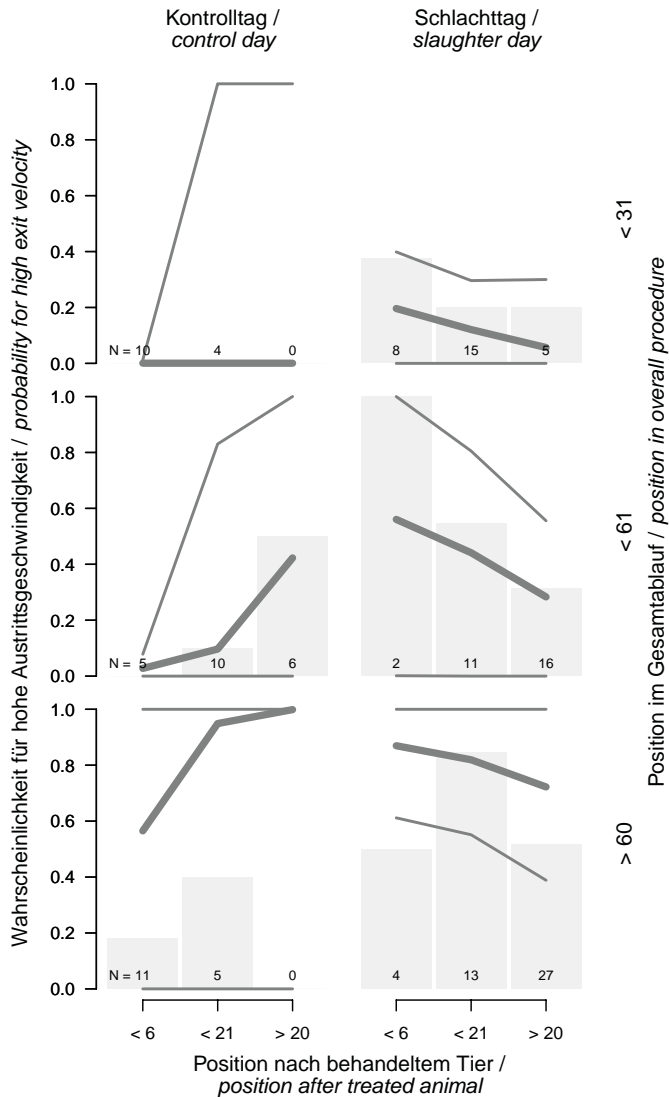 Kontrolltag /
control day
Schlachttag /
slaughter day
Wahrscheinlichkeit für hohe Austrittsgeschwindigkeit / probability for high exit velocity
1.0
0.8
0.6
0.4
0.2
0.0
N = 10 4 0
8 15 5
< 31
1.0
0.8
0.6
0.4
0.2
0.0
N = 5 10 6
2 11 16
< 61
1.0
0.8
0.6
0.4
0.2
0.0
N = 11 5 0
4 13 27
> 60
Position im Gesamtablauf / position in overall procedure
< 6 < 21 > 20
< 6 < 21 > 20
Position nach behandeltem Tier /
position after treated animal